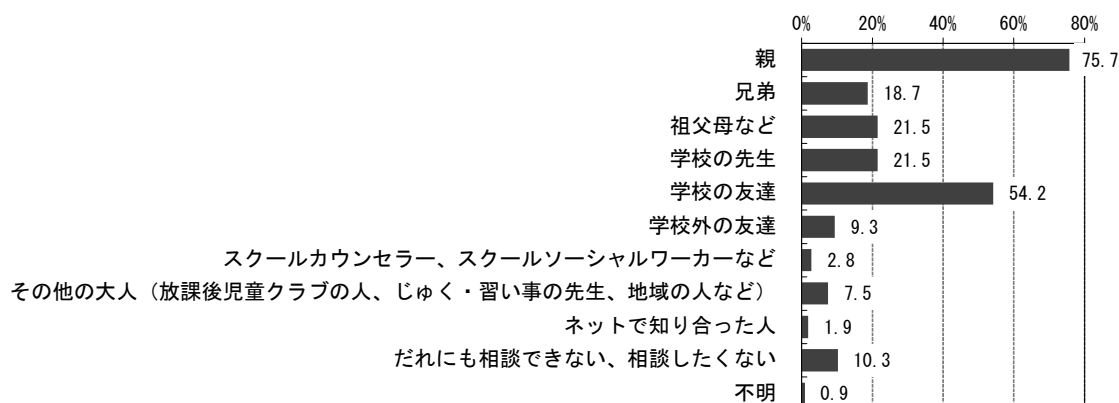 0% 20% 40% 60% 80%
親 75.7
兄弟 18.7
祖父母など 21.5
学校の先生 21.5
学校の友達 54.2
学校外の友達 9.3
スクールカウンセラー、スクールソーシャルワーカーなど 2.8
その他の大人（放課後児童クラブの人、じゅく・習い事の先生、地域の人など） 7.5
ネットで知り合った人 1.9
だれにも相談できない、相談したくない 10.3
不明 0.9